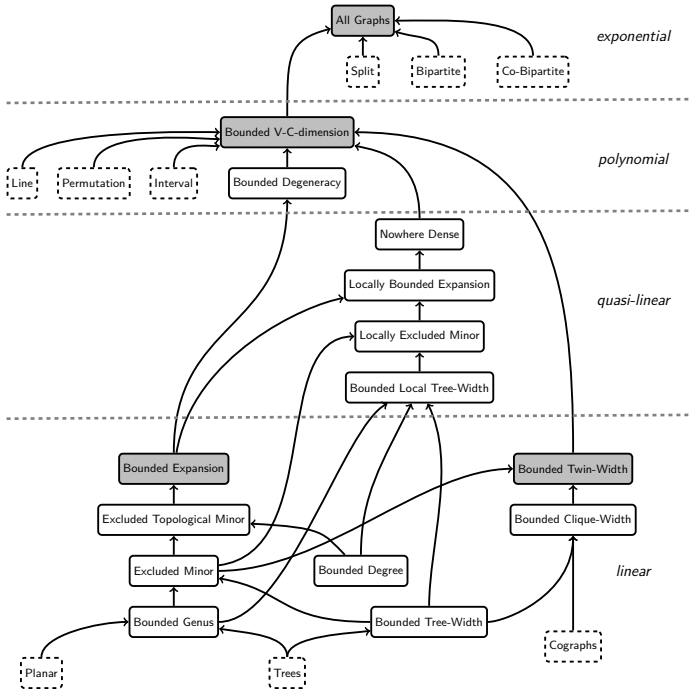 All Graphs
exponential
Split
Bipartite
Co-Bipartite
Bounded V-C-dimension
polynomial
Line
Permutation
Interval
Bounded Degeneracy
Nowhere Dense
Locally Bounded Expansion
quasi-linear
Locally Excluded Minor
Bounded Local Tree-Width
Bounded Expansion
Bounded Twin-Width
Excluded Topological Minor
Bounded Clique-Width
Excluded Minor
Bounded Degree
linear
Bounded Genus
Bounded Tree-Width
Cographs
Planar
Trees